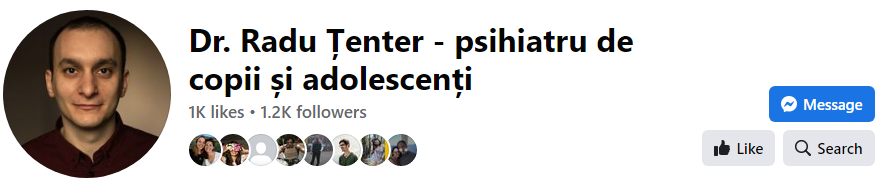 Dr. Radu Țenter - psihiatru de
copii și adolescenți
1K likes • 1.2K followers
Message
Like
Search